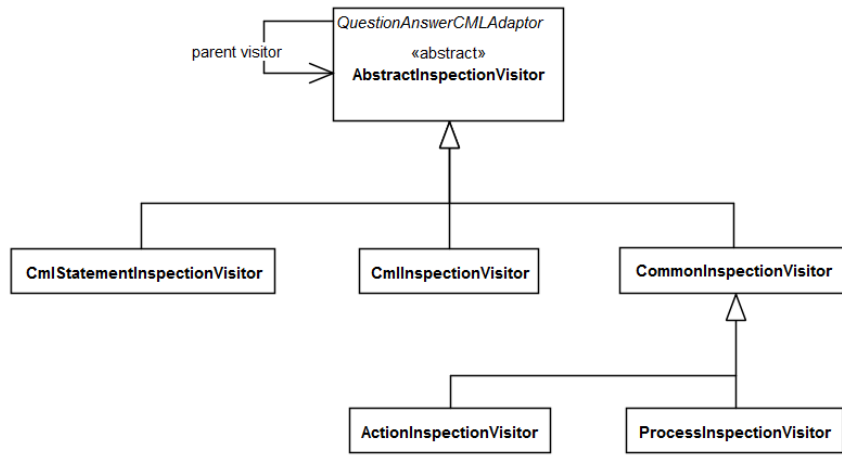 QuestionAnswerCMLAdaptor
parent visitor
«abstract»
AbstractInspectionVisitor
CmlStatementInspectionVisitor
CmlInspectionVisitor
CommonInspectionVisitor
ActionInspectionVisitor
ProcessInspectionVisitor